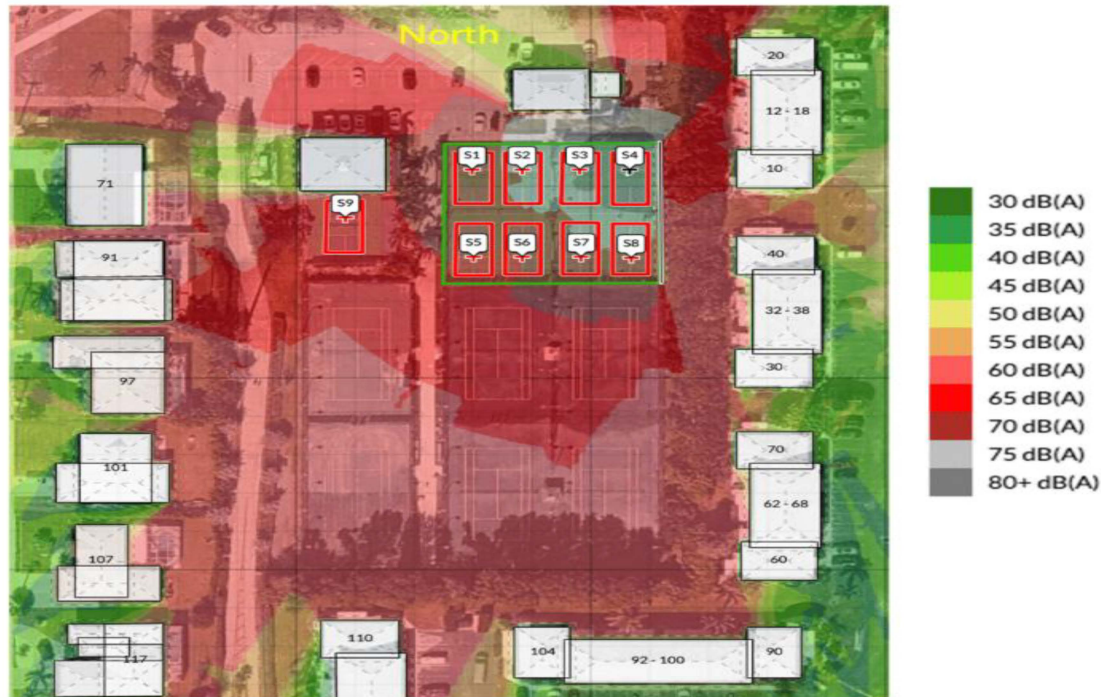 North
20
12 - 18
10
71
S1
S2
S3
S4
S9
S5
S6
S7
S8
91
40
32 - 38
30
97
101
70
62 - 68
60
107
117
110
104
92 - 100
90
30 dB(A)
35 dB(A)
40 dB(A)
45 dB(A)
50 dB(A)
55 dB(A)
60 dB(A)
65 dB(A)
70 dB(A)
75 dB(A)
80+ dB(A)